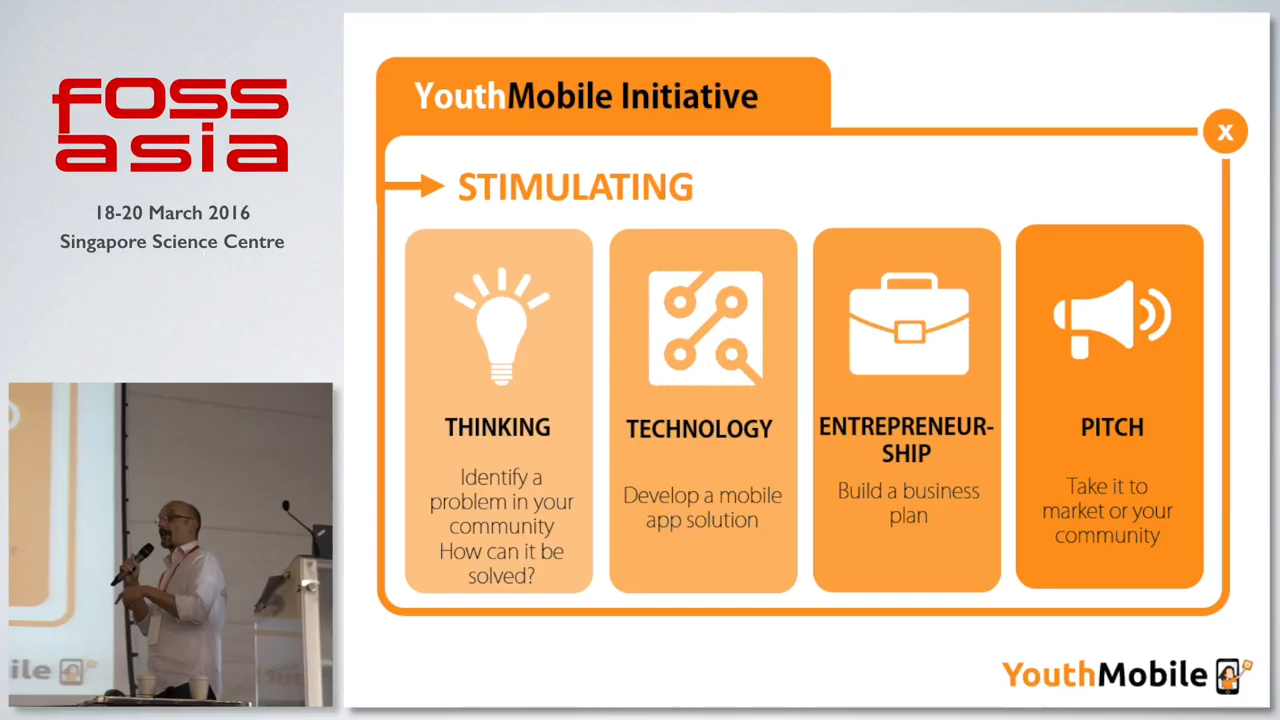 foss
asia
18-20 March 2016
Singapore Science Centre
YouthMobile Initiative
x
STIMULATING
THINKING
Identify a
problem in your
community
How can it be
solved?
TECHNOLOGY
Develop a mobile
app solution
ENTREPRENEUR-
SHIP
Build a business
plan
PITCH
Take it to
market or your
community
YouthMobile
ile